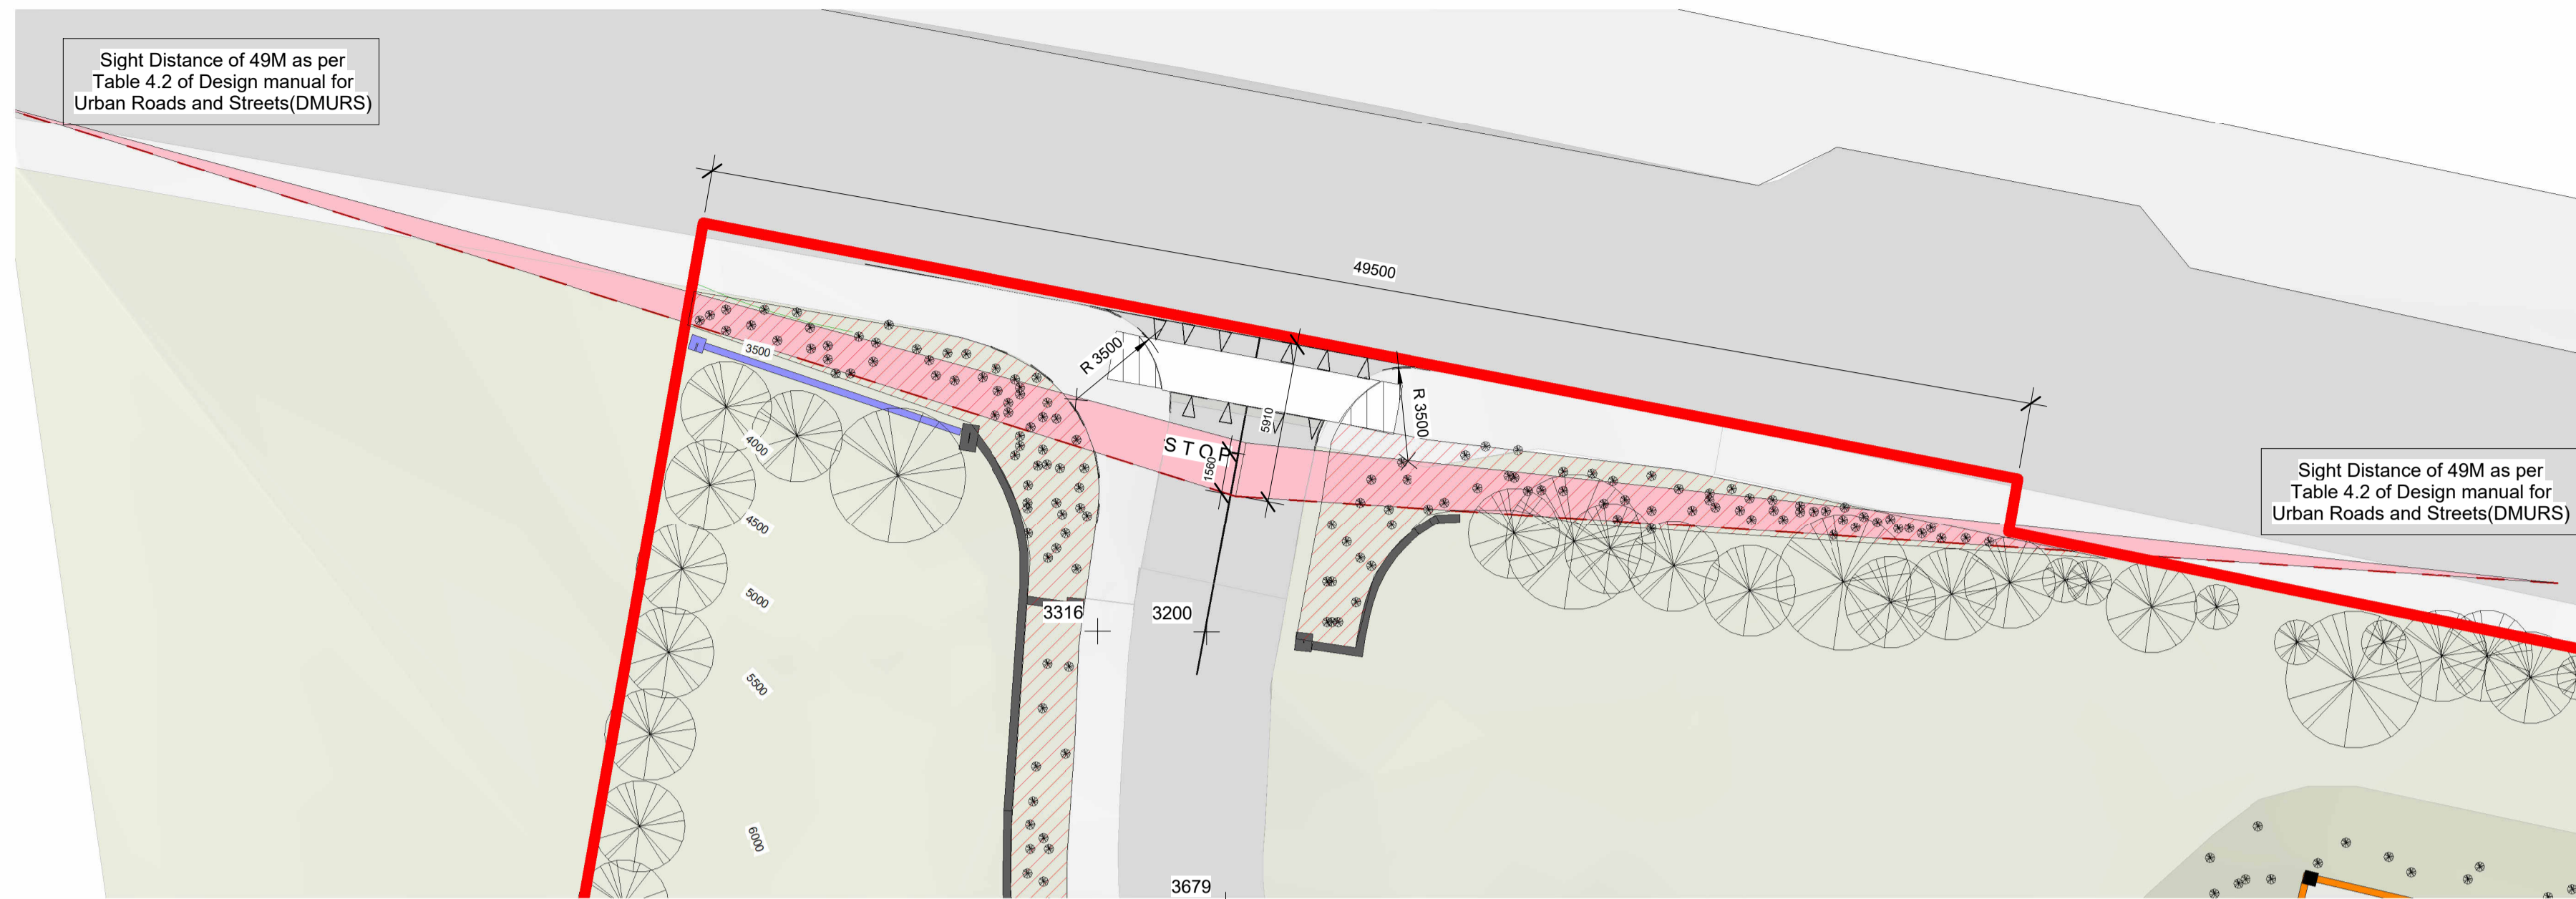 Sight Distance of 49M as per
Table 4.2 of Design manual for
Urban Roads and Streets(DMURS)
49500
R 3500
3500
R 3500
5910
STOP
1560
4000
4500
5000
5500
6000
3316
3200
3679
Sight Distance of 49M as per
Table 4.2 of Design manual for
Urban Roads and Streets(DMURS)